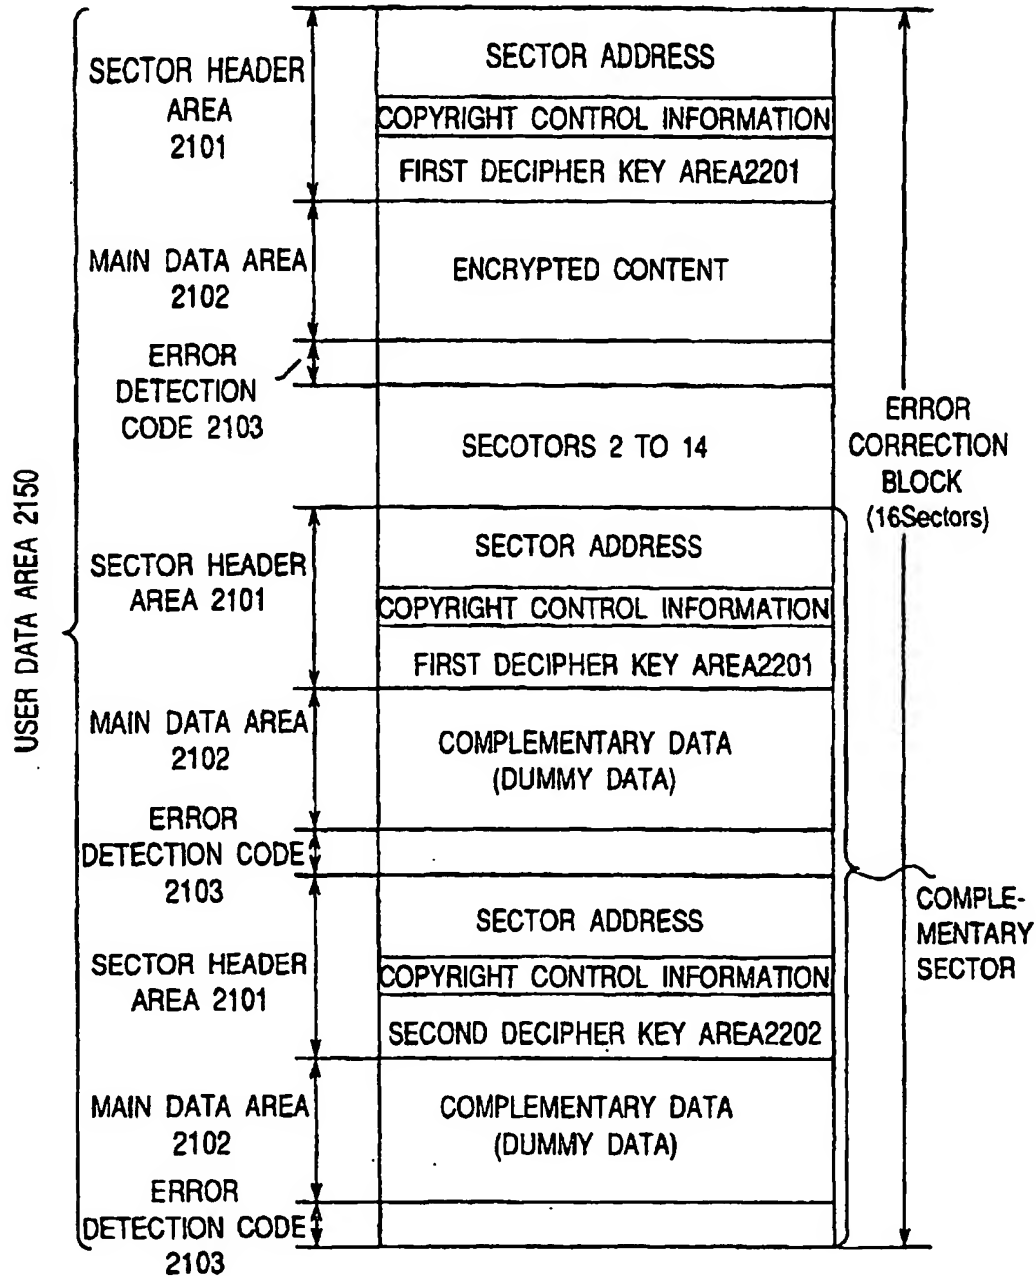 USER DATA AREA 2150
SECTOR HEADER
AREA
2101
SECTOR ADDRESS
COPYRIGHT CONTROL INFORMATION
FIRST DECIPHER KEY AREA2201
MAIN DATA AREA
2102
ENCRYPTED CONTENT
ERROR
DETECTION
CODE 2103
SECOTORS 2 TO 14
ERROR
CORRECTION
BLOCK
(16Sectors)
SECTOR HEADER
AREA 2101
SECTOR ADDRESS
COPYRIGHT CONTROL INFORMATION
FIRST DECIPHER KEY AREA2201
MAIN DATA AREA
2102
COMPLEMENTARY DATA
(DUMMY DATA)
ERROR
DETECTION CODE
2103
COMPLE-
MENTARY
SECTOR
SECTOR HEADER
AREA 2101
SECTOR ADDRESS
COPYRIGHT CONTROL INFORMATION
SECOND DECIPHER KEY AREA2202
MAIN DATA AREA
2102
COMPLEMENTARY DATA
(DUMMY DATA)
ERROR
DETECTION CODE
2103